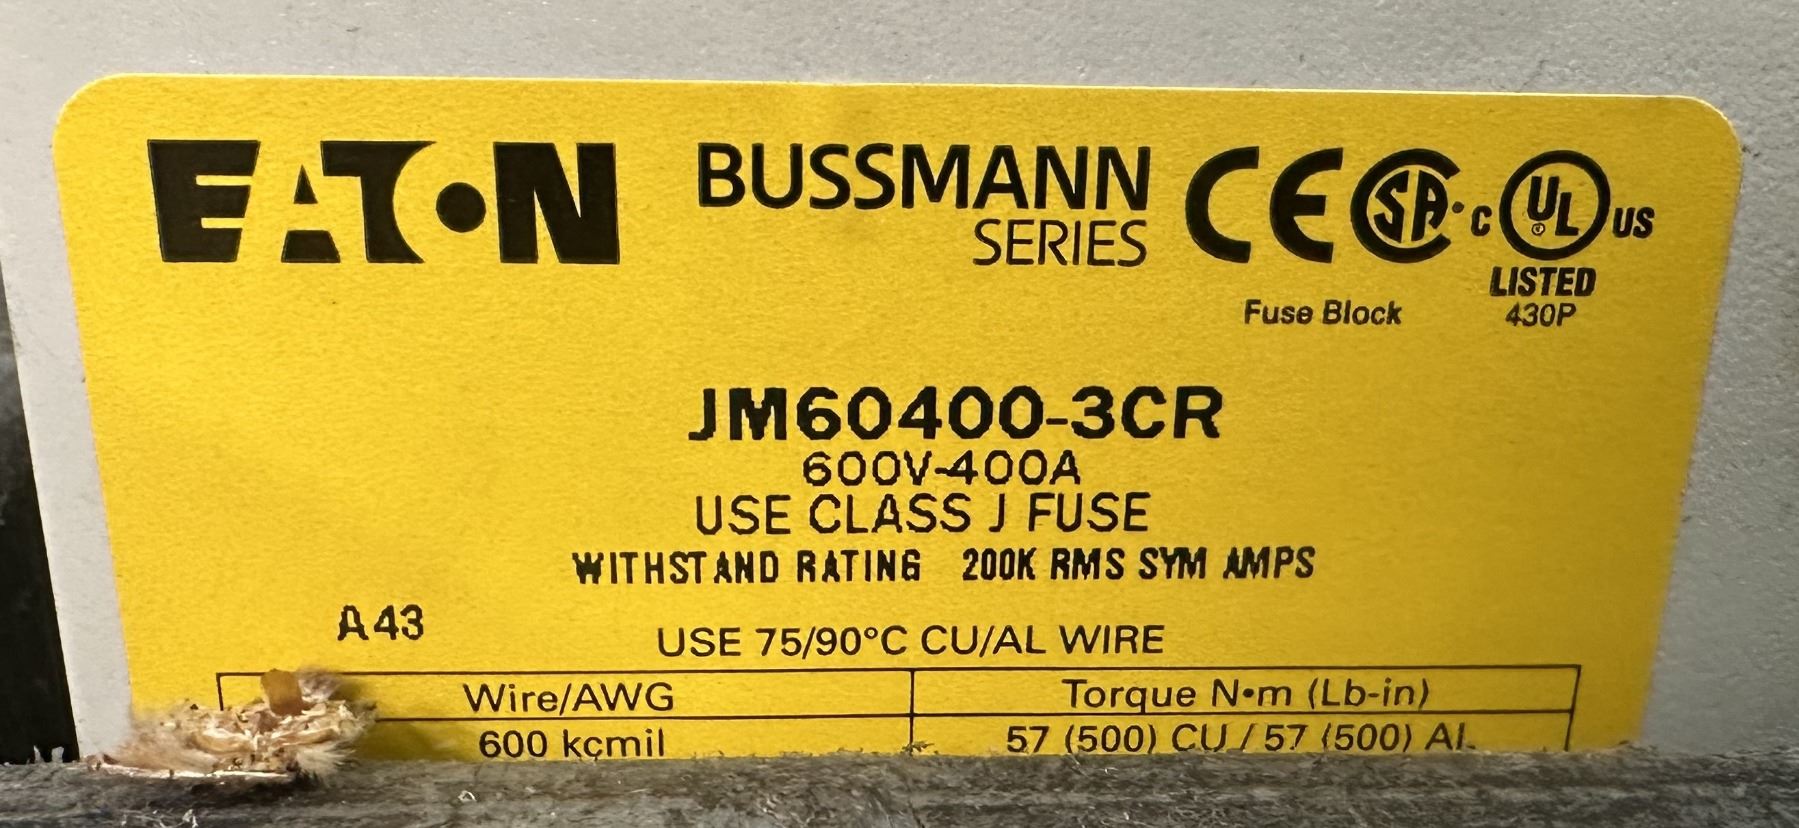 EATON BUSSMANN SERIES CE SA c UL US
LISTED
Fuse Block 430P
JM60400-3CR
600V-400A
USE CLASS J FUSE
WITHSTAND RATING 200K RMS SYM AMPS
A43
USE 75/90°C CU/AL WIRE
Wire/AWG Torque N•m (Lb-in)
600 kcmil 57 (500) CU / 57 (500) AL